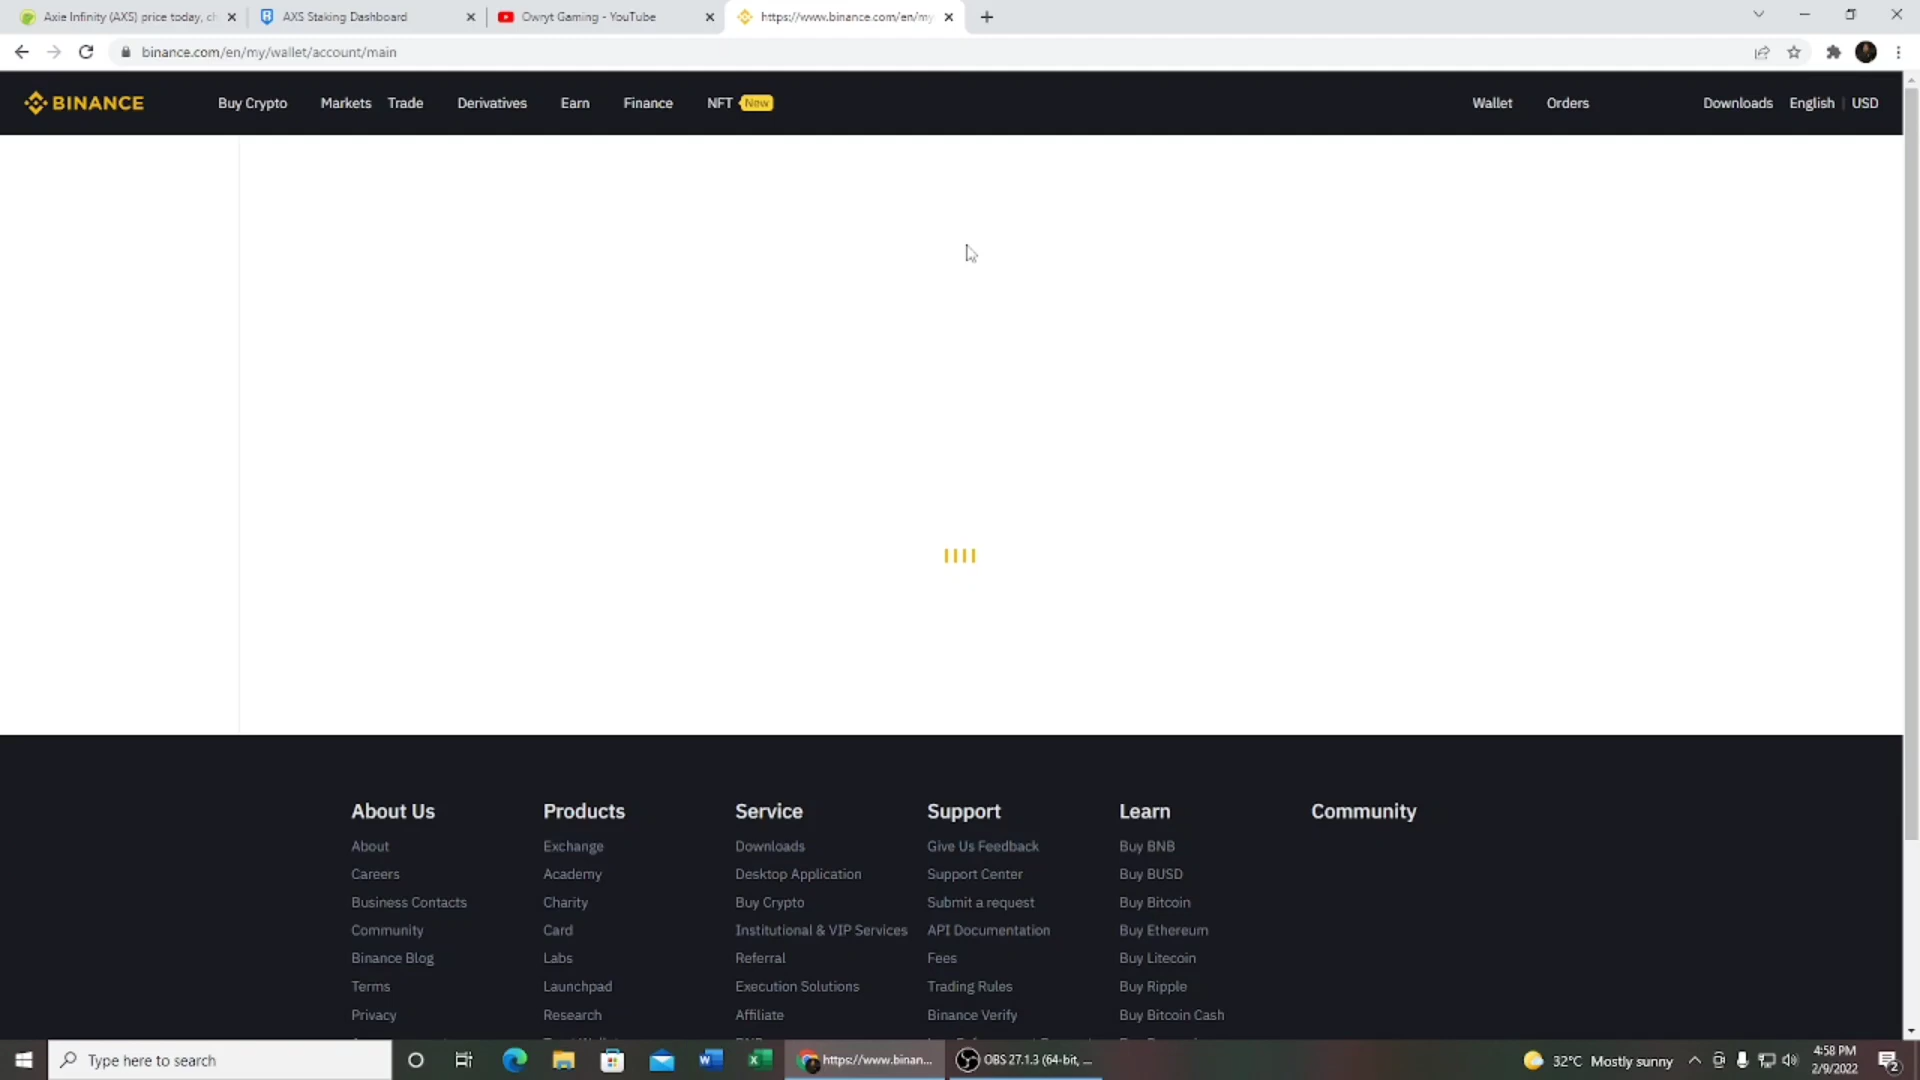 Axie Infinity (AXS) price today, ch
AXS Staking Dashboard
Owryt Gaming - YouTube
https://www.binance.com/en/my
binance.com/en/my/wallet/account/main
BINANCE
Buy Crypto
Markets
Trade
Derivatives
Earn
Finance
NFT New
Wallet
Orders
Downloads
English | USD
About Us
About
Careers
Business Contacts
Community
Binance Blog
Terms
Privacy
Products
Exchange
Academy
Charity
Card
Labs
Launchpad
Research
Service
Downloads
Desktop Application
Buy Crypto
Institutional & VIP Services
Referral
Execution Solutions
Affiliate
Support
Give Us Feedback
Support Center
Submit a request
API Documentation
Fees
Trading Rules
Binance Verify
Learn
Buy BNB
Buy BUSD
Buy Bitcoin
Buy Ethereum
Buy Litecoin
Buy Ripple
Buy Bitcoin Cash
Community
Type here to search
https://www.binan...
OBS 27.1.3 (64-bit, ...
32°C Mostly sunny
4:58 PM
2/9/2022
2